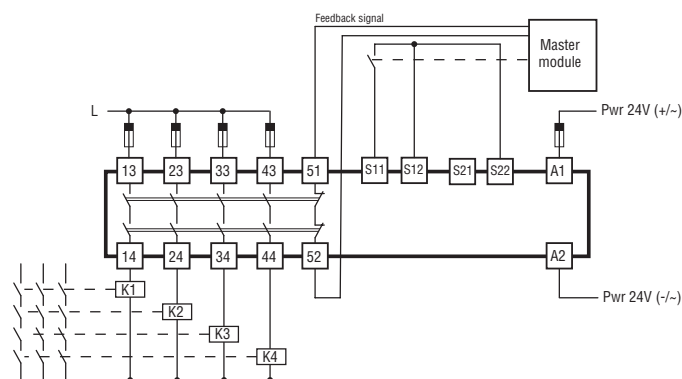 Feedback signal
Master
module
L
Pwr 24V (+/~)
13 23 33 43 51 S11 S12 S21 S22 A1
14 24 34 44 52 A2
K1
Pwr 24V (-/~)
K2
K3
K4